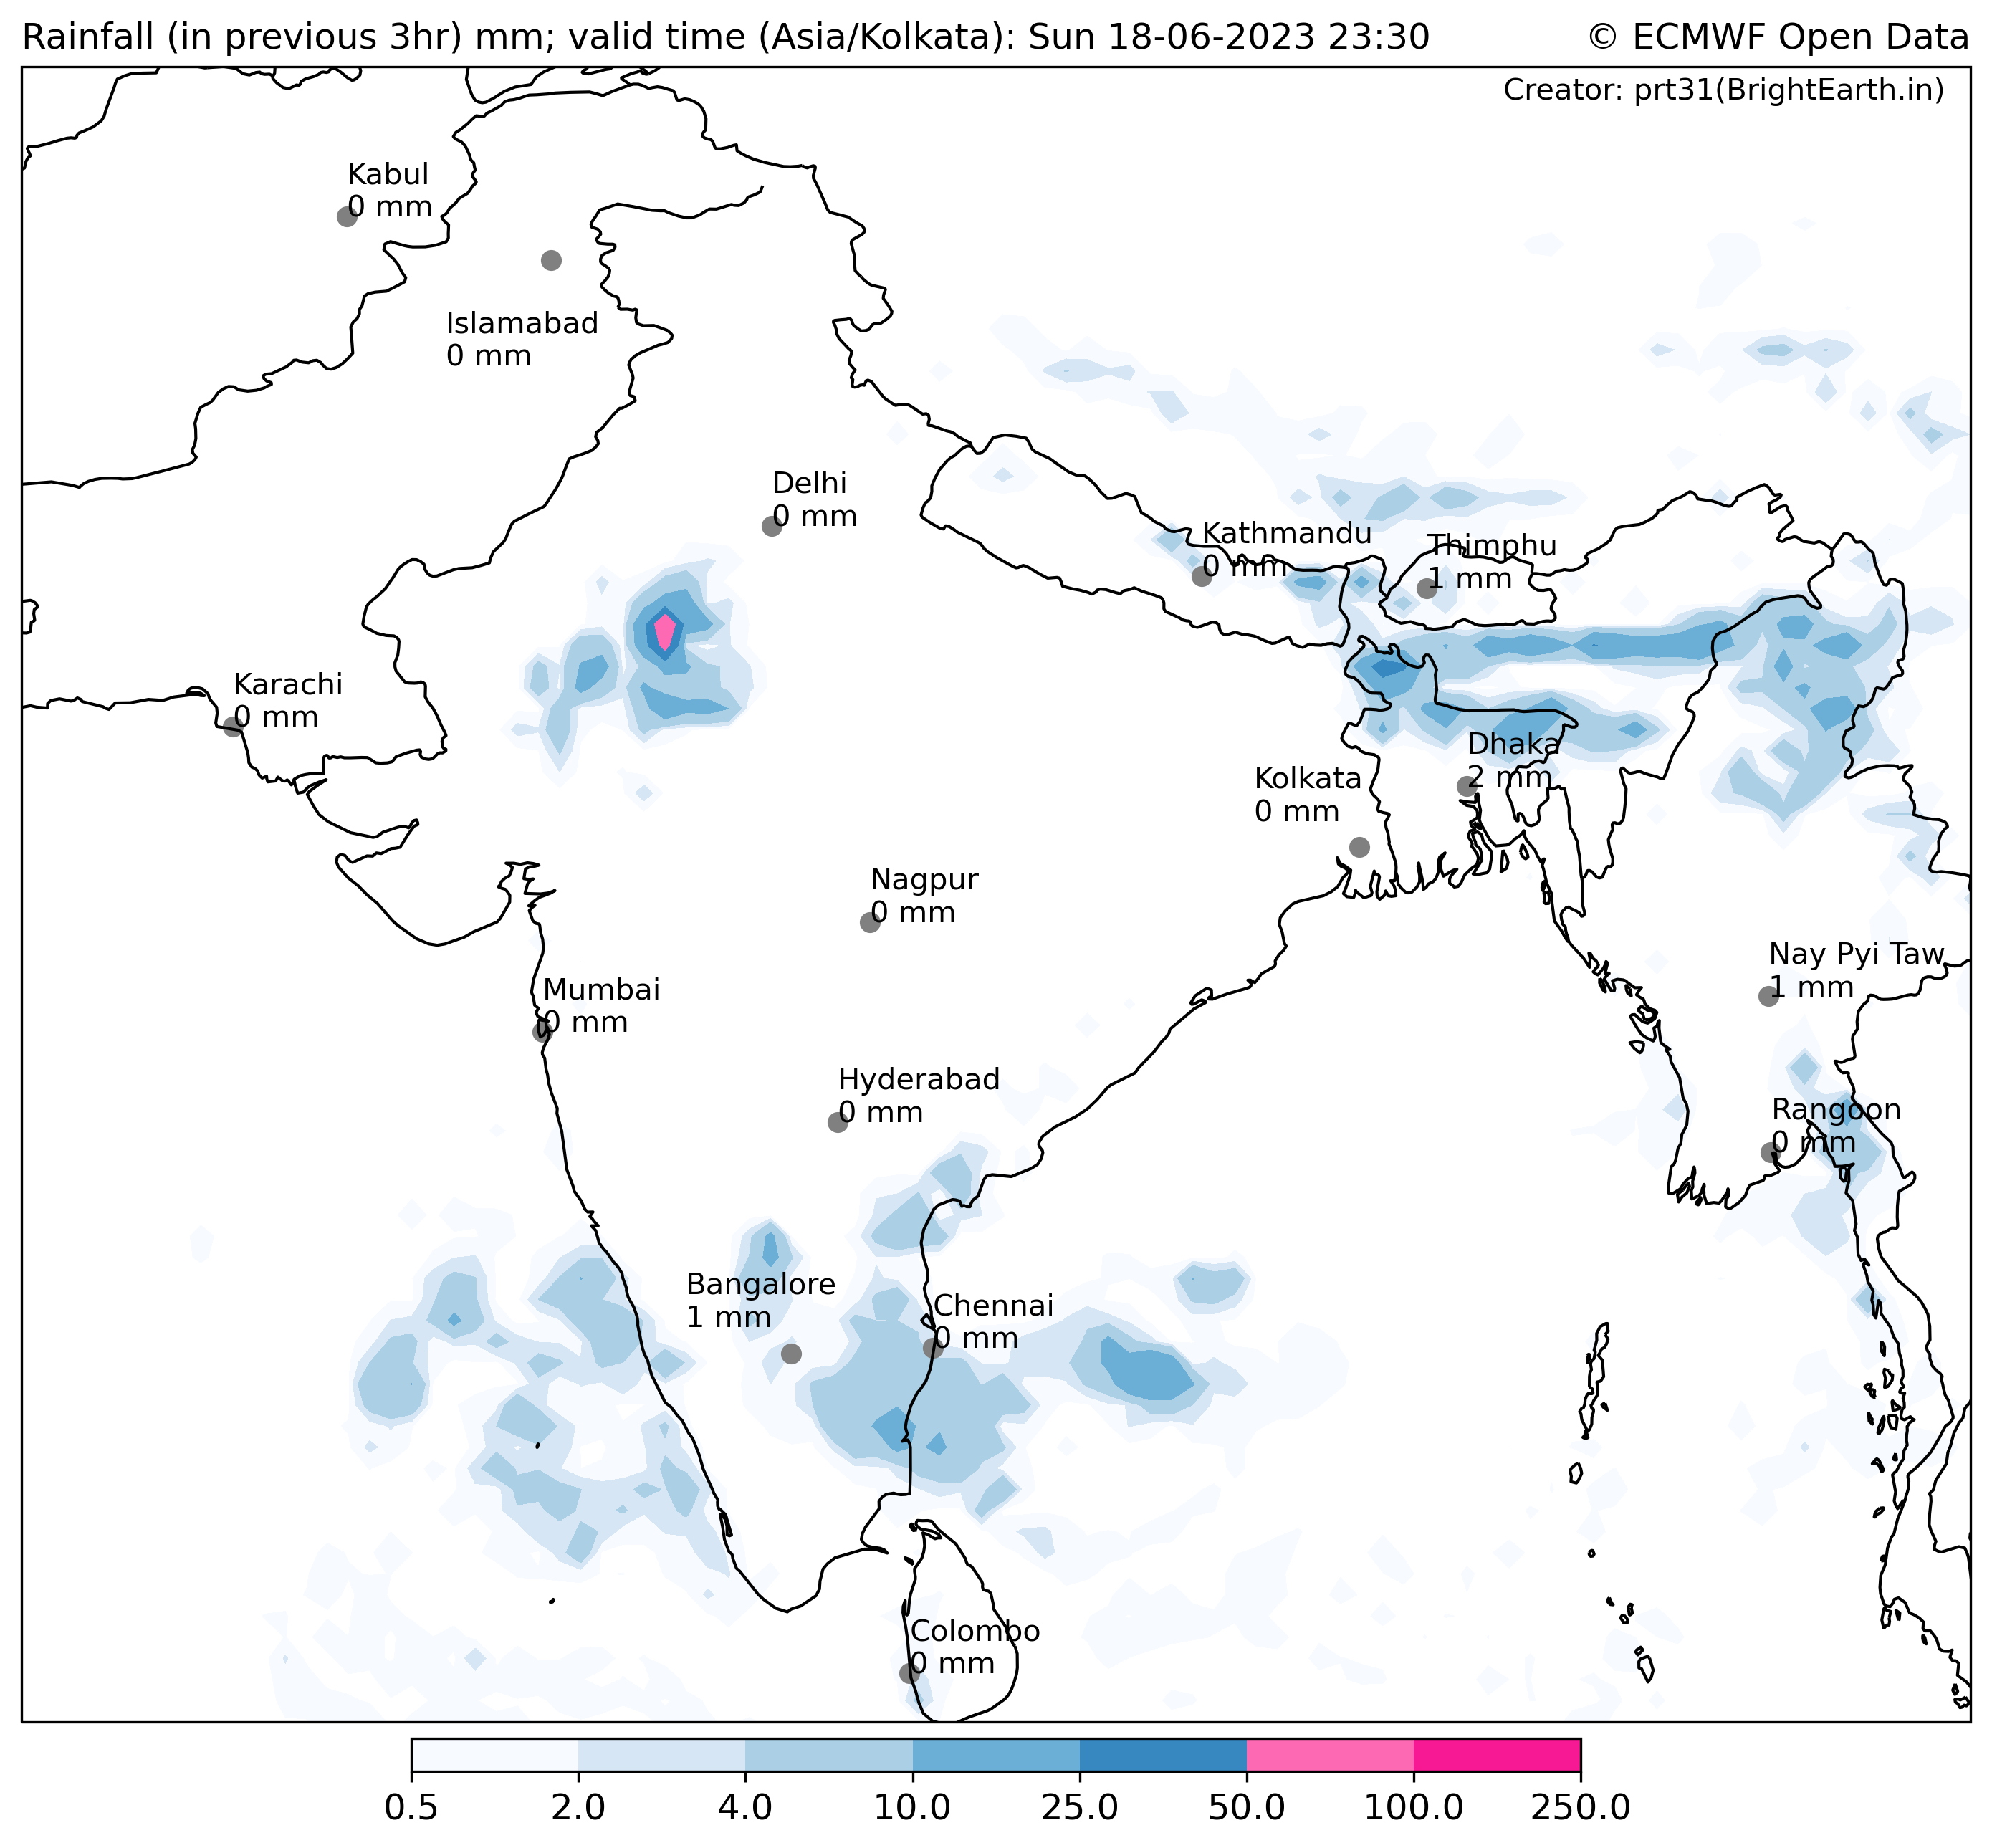 Rainfall (in previous 3hr) mm; valid time (Asia/Kolkata): Sun 18-06-2023 23:30
© ECMWF Open Data
Creator: prt31(BrightEarth.in)
Kabul
0 mm
Islamabad
0 mm
Delhi
0 mm
Kathmandu
0 mm
Thimphu
1 mm
Karachi
0 mm
Dhaka
2 mm
Kolkata
0 mm
Nagpur
0 mm
Nay Pyi Taw
1 mm
Mumbai
0 mm
Hyderabad
0 mm
Rangoon
0 mm
Bangalore
1 mm
Chennai
0 mm
Colombo
0 mm
0.5 2.0 4.0 10.0 25.0 50.0 100.0 250.0